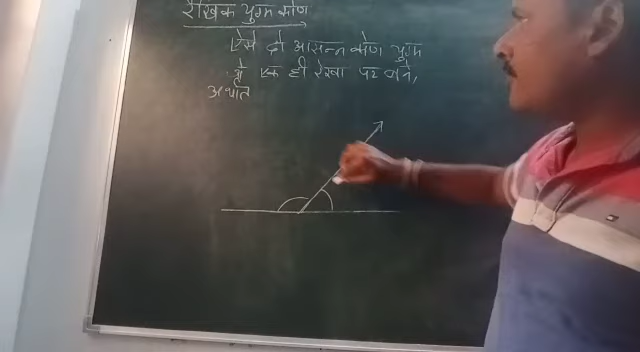 रैखिक युग्म कोण
ऐसे दो आसन्न कोण युग्म
जो एक ही रेखा पर बने,
अर्थात